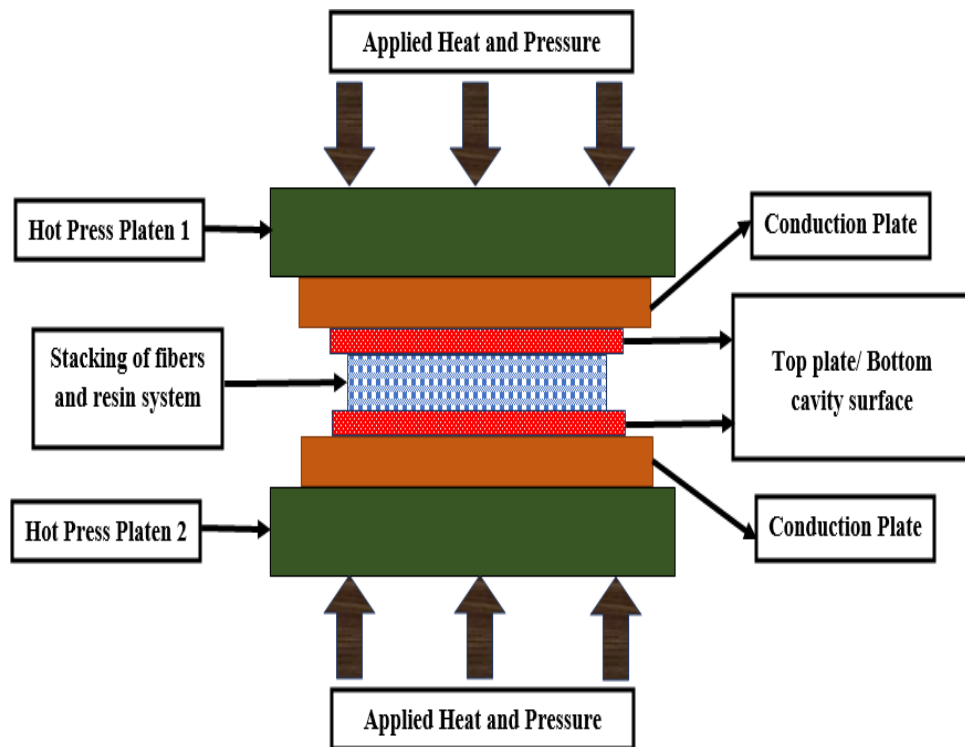 Applied Heat and Pressure
Hot Press Platen 1
Conduction Plate
Stacking of fibers
and resin system
Top plate/ Bottom
cavity surface
Hot Press Platen 2
Conduction Plate
Applied Heat and Pressure